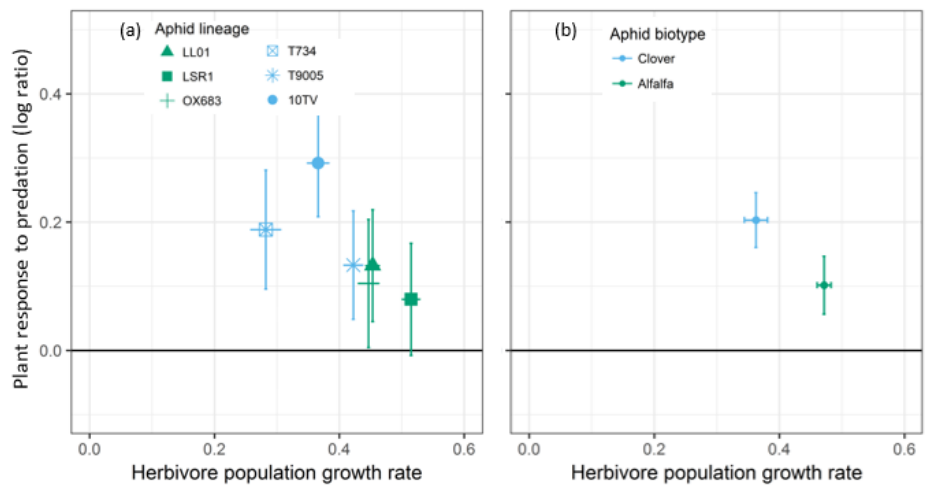 Plant response to predation (log ratio)
(a) Aphid lineage
LL01 T734
LSR1 T9005
OX683 10TV
0.4
0.2
0.0
0.0 0.2 0.4 0.6
Herbivore population growth rate
(b)
Aphid biotype
Clover
Alfalfa
0.0 0.2 0.4 0.6
Herbivore population growth rate